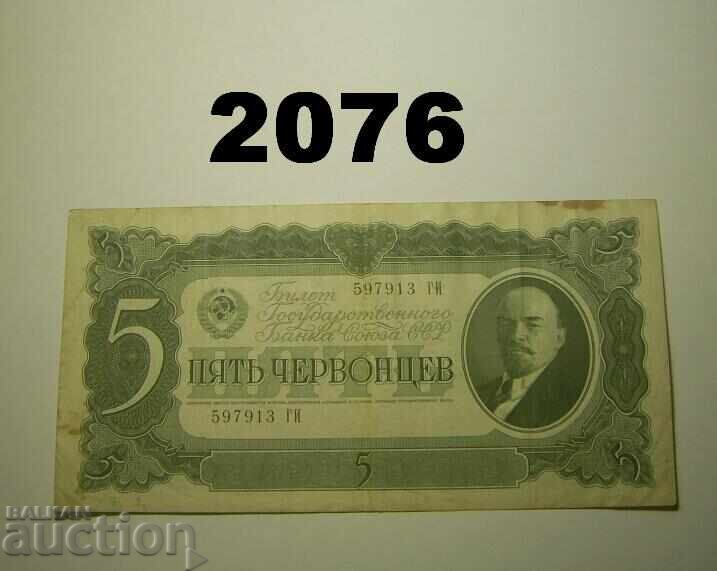 2076
5
Билет
597913 ГИ
Государственного
Банка Союза ССР
ПЯТЬ ЧЕРВОНЦЕВ
597913 ГИ
5
BALKAN
auction